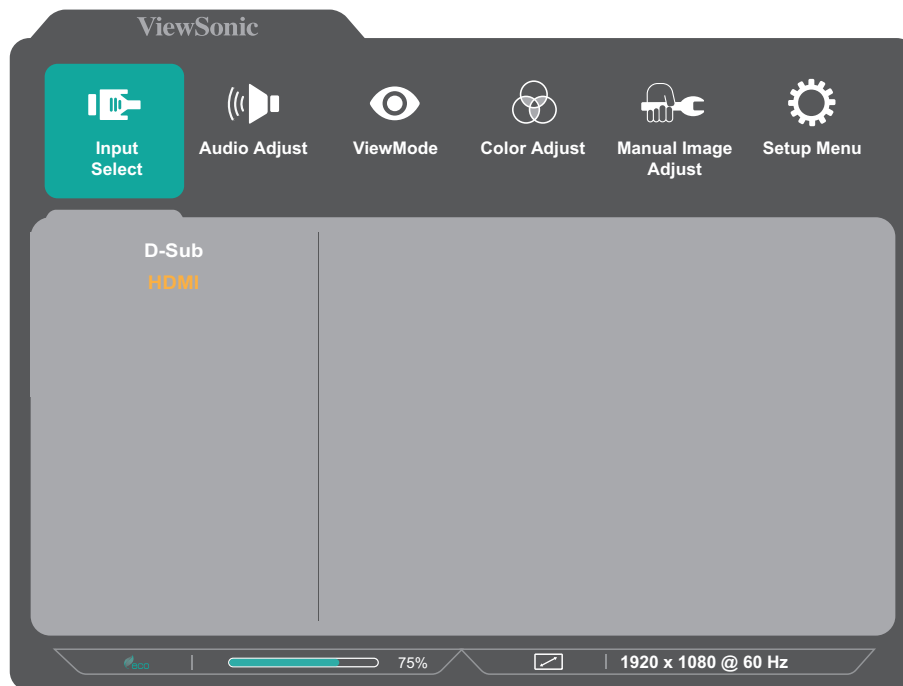 ViewSonic
Input
Select
Audio Adjust
ViewMode
Color Adjust
Manual Image
Adjust
Setup Menu
D-Sub
HDMI
ECO
75%
1920 x 1080 @ 60 Hz